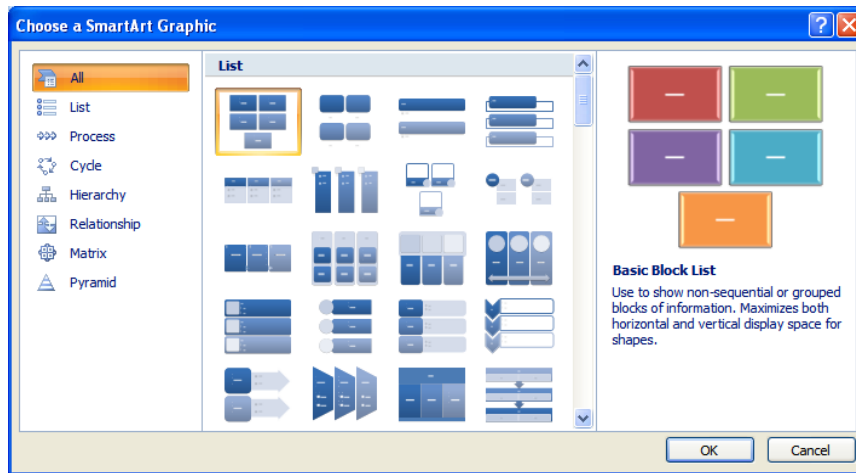 Choose a SmartArt Graphic
All
List
Process
Cycle
Hierarchy
Relationship
Matrix
Pyramid
List
Basic Block List
Use to show non-sequential or grouped
blocks of information. Maximizes both
horizontal and vertical display space for
shapes.
OK
Cancel